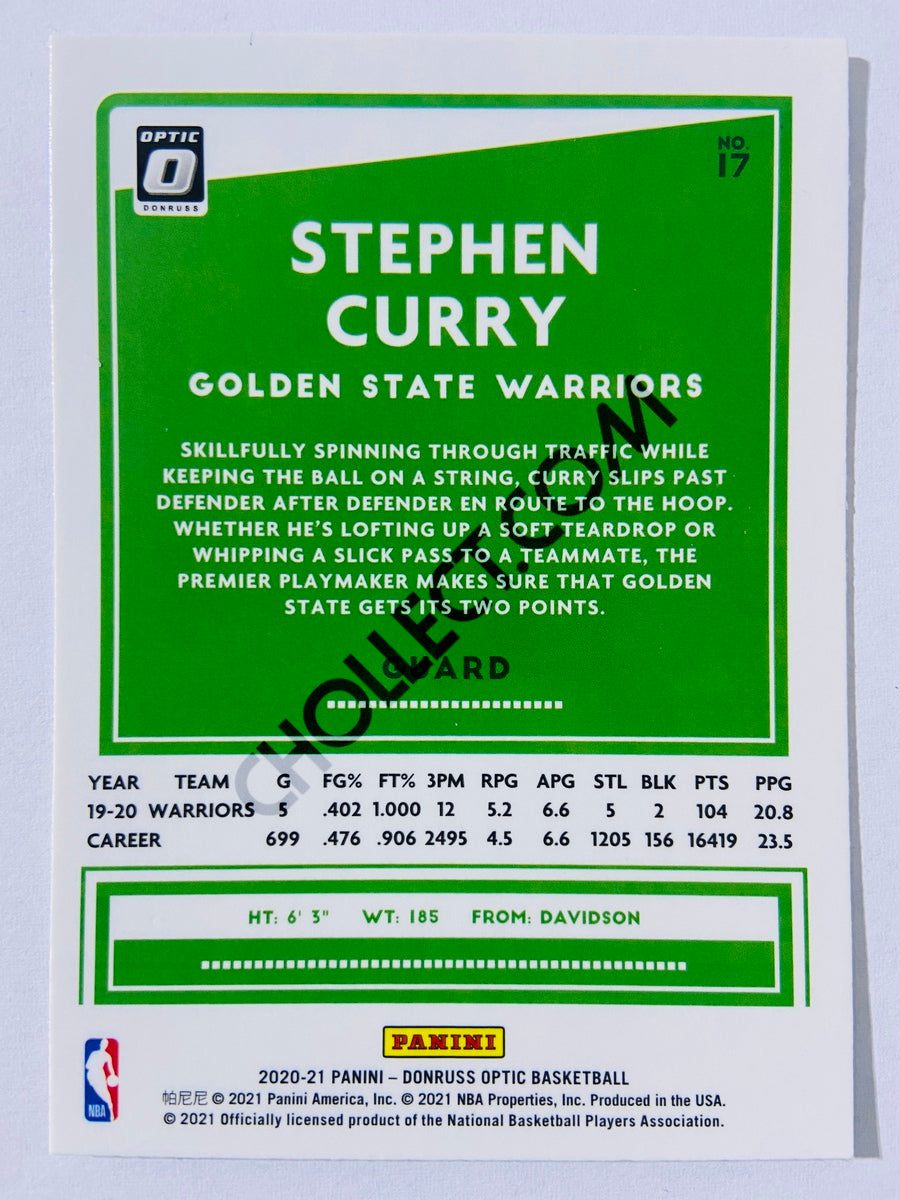 OPTIC
O
DONRUSS
NO.
17
STEPHEN
CURRY
GOLDEN STATE WARRIORS
SKILLFULLY SPINNING THROUGH TRAFFIC WHILE
KEEPING THE BALL ON A STRING, CURRY SLIPS PAST
DEFENDER AFTER DEFENDER EN ROUTE TO THE HOOP.
WHETHER HE'S LOFTING UP A SOFT TEARDROP OR
WHIPPING A SLICK PASS TO A TEAMMATE, THE
PREMIER PLAYMAKER MAKES SURE THAT GOLDEN
STATE GETS ITS TWO POINTS.
GUARD
CHOLLECT.COM
YEAR TEAM G FG% FT% 3PM RPG APG STL BLK PTS PPG
19-20 WARRIORS 5 .402 1.000 12 5.2 6.6 5 2 104 20.8
CAREER 699 .476 .906 2495 4.5 6.6 1205 156 16419 23.5
HT: 6' 3" WT: 185 FROM: DAVIDSON
PANINI
NBA
2020-21 PANINI – DONRUSS OPTIC BASKETBALL
帕尼尼 © 2021 Panini America, Inc. © 2021 NBA Properties, Inc. Produced in the USA.
© 2021 Officially licensed product of the National Basketball Players Association.